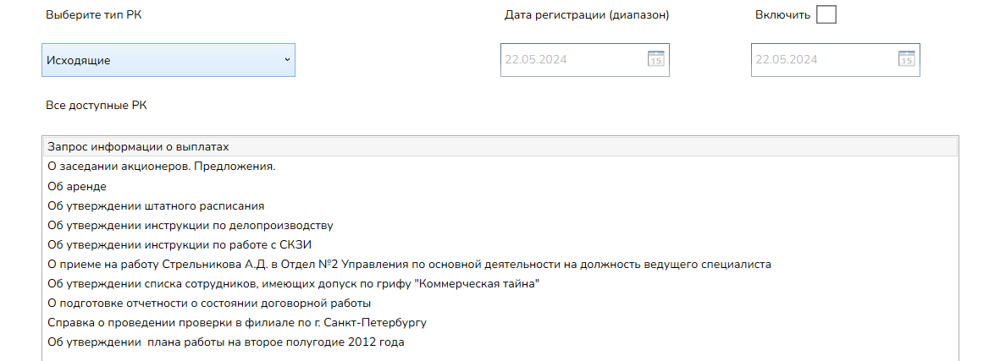 Выберите тип РК Дата регистрации (диапазон) Включить
Исходящие 22.05.2024 15 22.05.2024 15
Все доступные РК
Запрос информации о выплатах
О заседании акционеров. Предложения.
Об аренде
Об утверждении штатного расписания
Об утверждении инструкции по делопроизводству
Об утверждении инструкции по работе с СКЗИ
О приеме на работу Стрельникова А.Д. в Отдел №2 Управления по основной деятельности на должность ведущего специалиста
Об утверждении списка сотрудников, имеющих допуск по грифу "Коммерческая тайна"
О подготовке отчетности о состоянии договорной работы
Справка о проведении проверки в филиале по г. Санкт-Петербургу
Об утверждении  плана работы на второе полугодие 2012 года